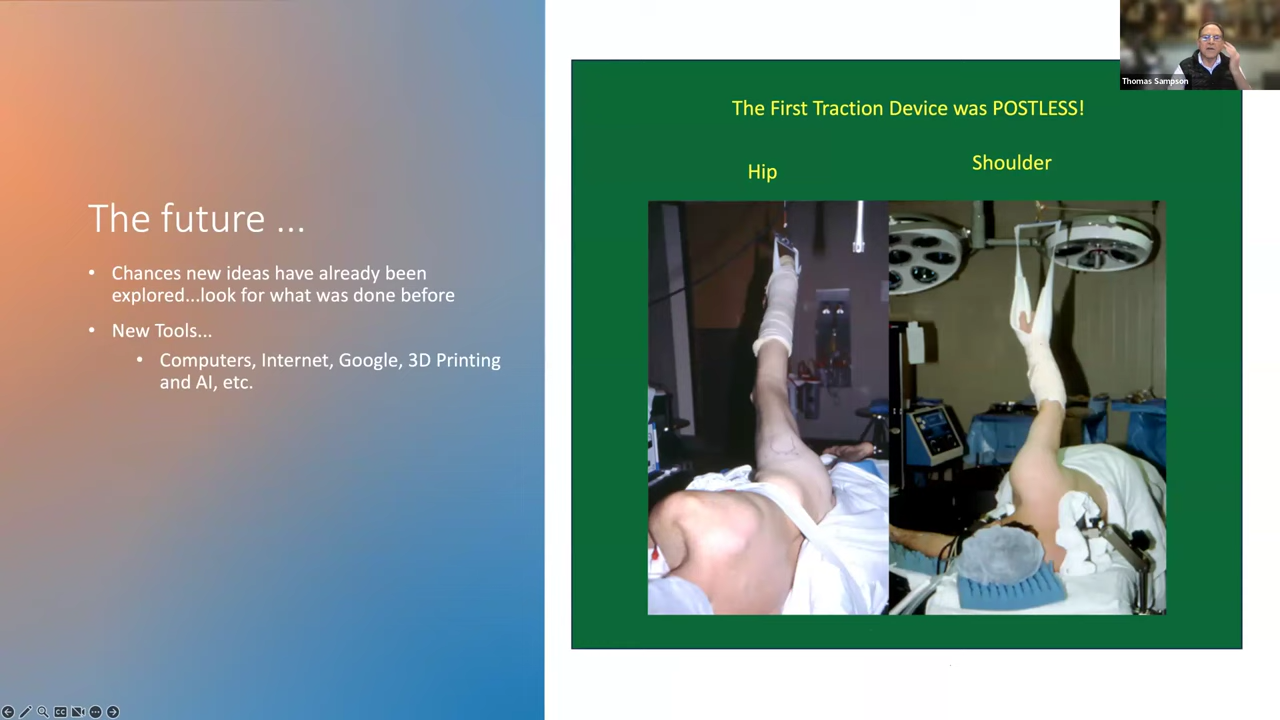 The future ...
• Chances new ideas have already been
explored...look for what was done before
• New Tools...
• Computers, Internet, Google, 3D Printing
and AI, etc.
The First Traction Device was POSTLESS!
Hip
Shoulder
Thomas Sampson
CC